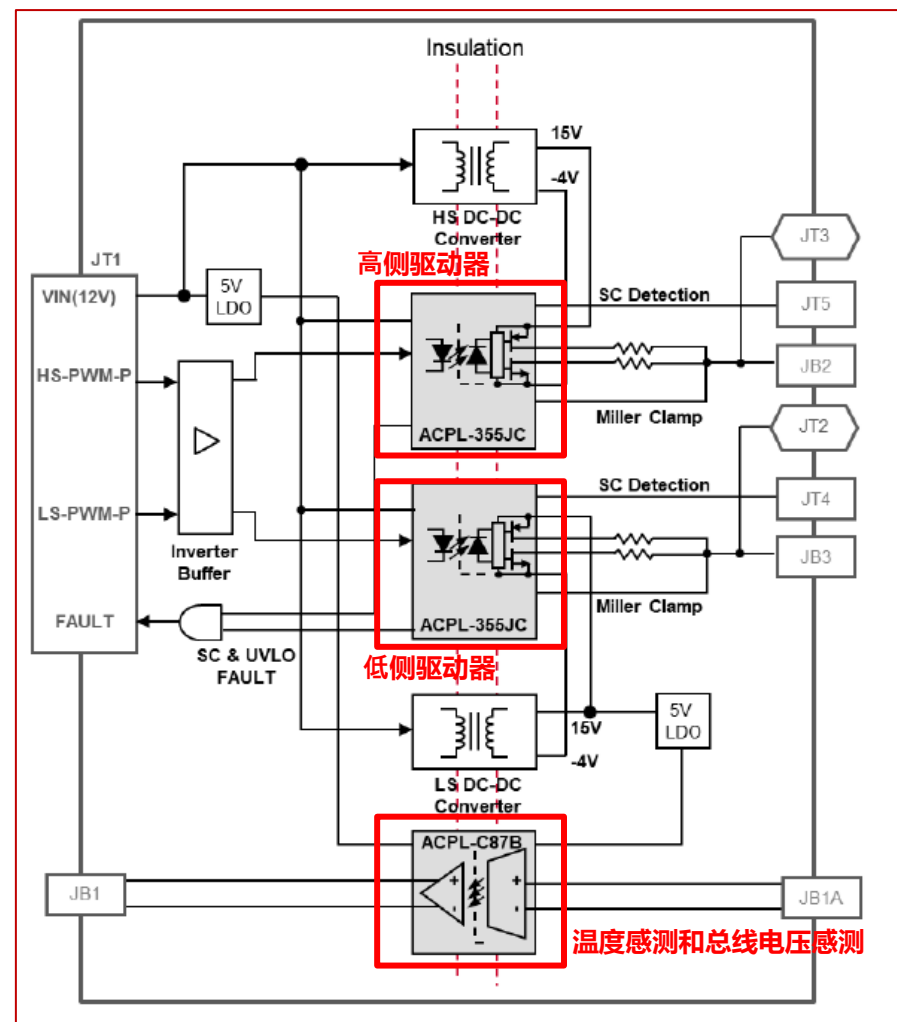 Insulation
15V
-4V
HS DC-DC
Converter
高侧驱动器
JT1
VIN(12V)
5V
LDO
HS-PWM-P
LS-PWM-P
FAULT
Inverter
Buffer
SC & UVLO
FAULT
ACPL-355JC
SC Detection
Miller Clamp
JT3
JT5
JB2
JT2
SC Detection
JT4
JB3
Miller Clamp
ACPL-355JC
低侧驱动器
15V
-4V
5V
LDO
LS DC-DC
Converter
ACPL-C87B
+
-
+
-
JB1
JB1A
温度感测和总线电压感测